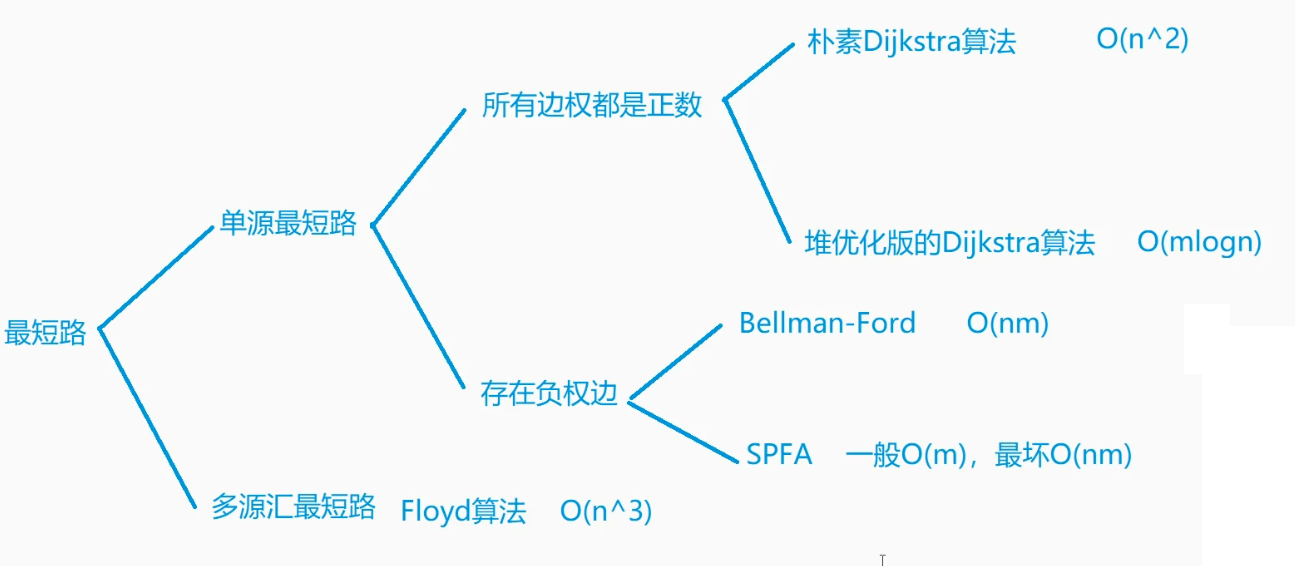 朴素Dijkstra算法 O(n^2)
所有边权都是正数
单源最短路
堆优化版的Dijkstra算法 O(mlogn)
最短路
Bellman-Ford O(nm)
存在负权边
SPFA 一般O(m)，最坏O(nm)
多源汇最短路 Floyd算法 O(n^3)